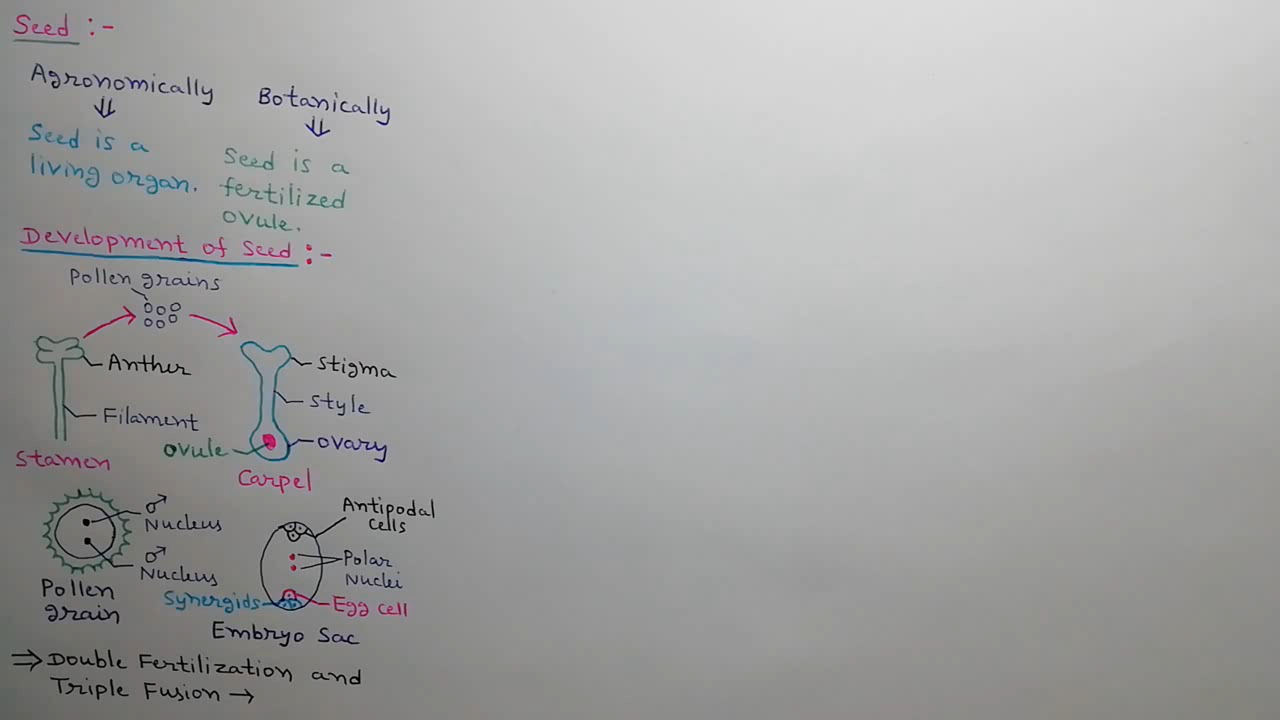 Seed :-
Agronomically
Botanically
Seed is a
living organ.
Seed is a
fertilized
ovule.
Development of Seed :-
Pollen grains
Anther
Filament
Stamen
Stigma
Style
Ovary
Ovule
Carpel
♂
Nucleus
♂
Nucleus
Pollen
grain
Antipodal
cells
Polar
Nuclei
Synergids
Egg cell
Embryo Sac
⇒ Double Fertilization and
Triple Fusion →